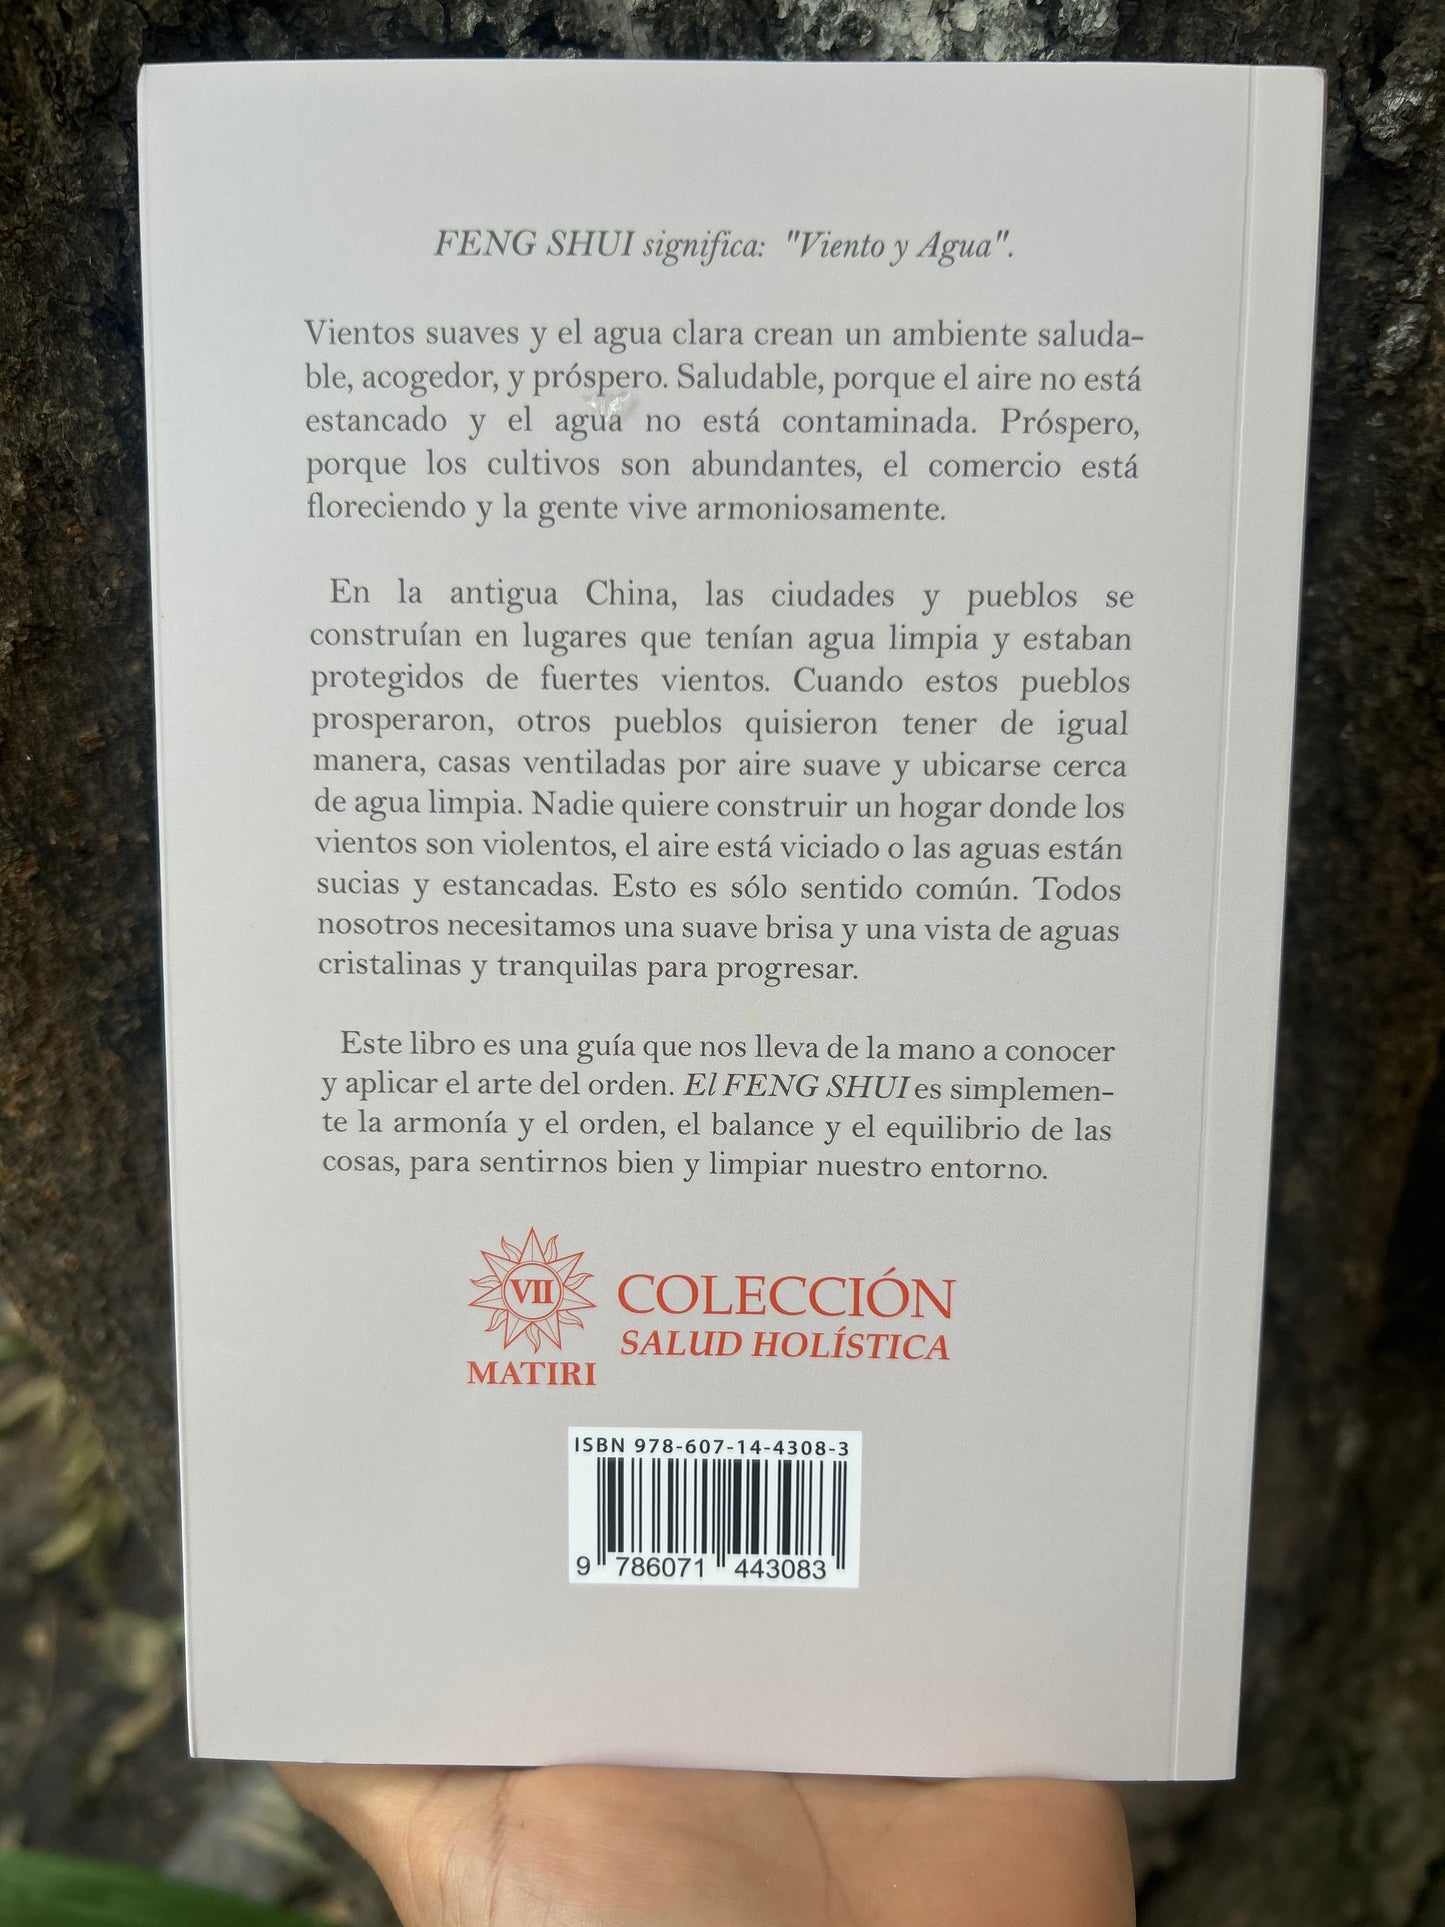 FENG SHUI significa: "Viento y Agua".
Vientos suaves y el agua clara crean un ambiente saluda-
ble, acogedor, y próspero. Saludable, porque el aire no está
estancado y el agua no está contaminada. Próspero,
porque los cultivos son abundantes, el comercio está
floreciendo y la gente vive armoniosamente.
En la antigua China, las ciudades y pueblos se
construían en lugares que tenían agua limpia y estaban
protegidos de fuertes vientos. Cuando estos pueblos
prosperaron, otros pueblos quisieron tener de igual
manera, casas ventiladas por aire suave y ubicarse cerca
de agua limpia. Nadie quiere construir un hogar donde los
vientos son violentos, el aire está viciado o las aguas están
sucias y estancadas. Esto es sólo sentido común. Todos
nosotros necesitamos una suave brisa y una vista de aguas
cristalinas y tranquilas para progresar.
Este libro es una guía que nos lleva de la mano a conocer
y aplicar el arte del orden. El FENG SHUI es simplemen-
te la armonía y el orden, el balance y el equilibrio de las
cosas, para sentirnos bien y limpiar nuestro entorno.
VII
MATIRI
COLECCIÓN
SALUD HOLÍSTICA
ISBN 978-607-14-4308-3
9 786071 443083